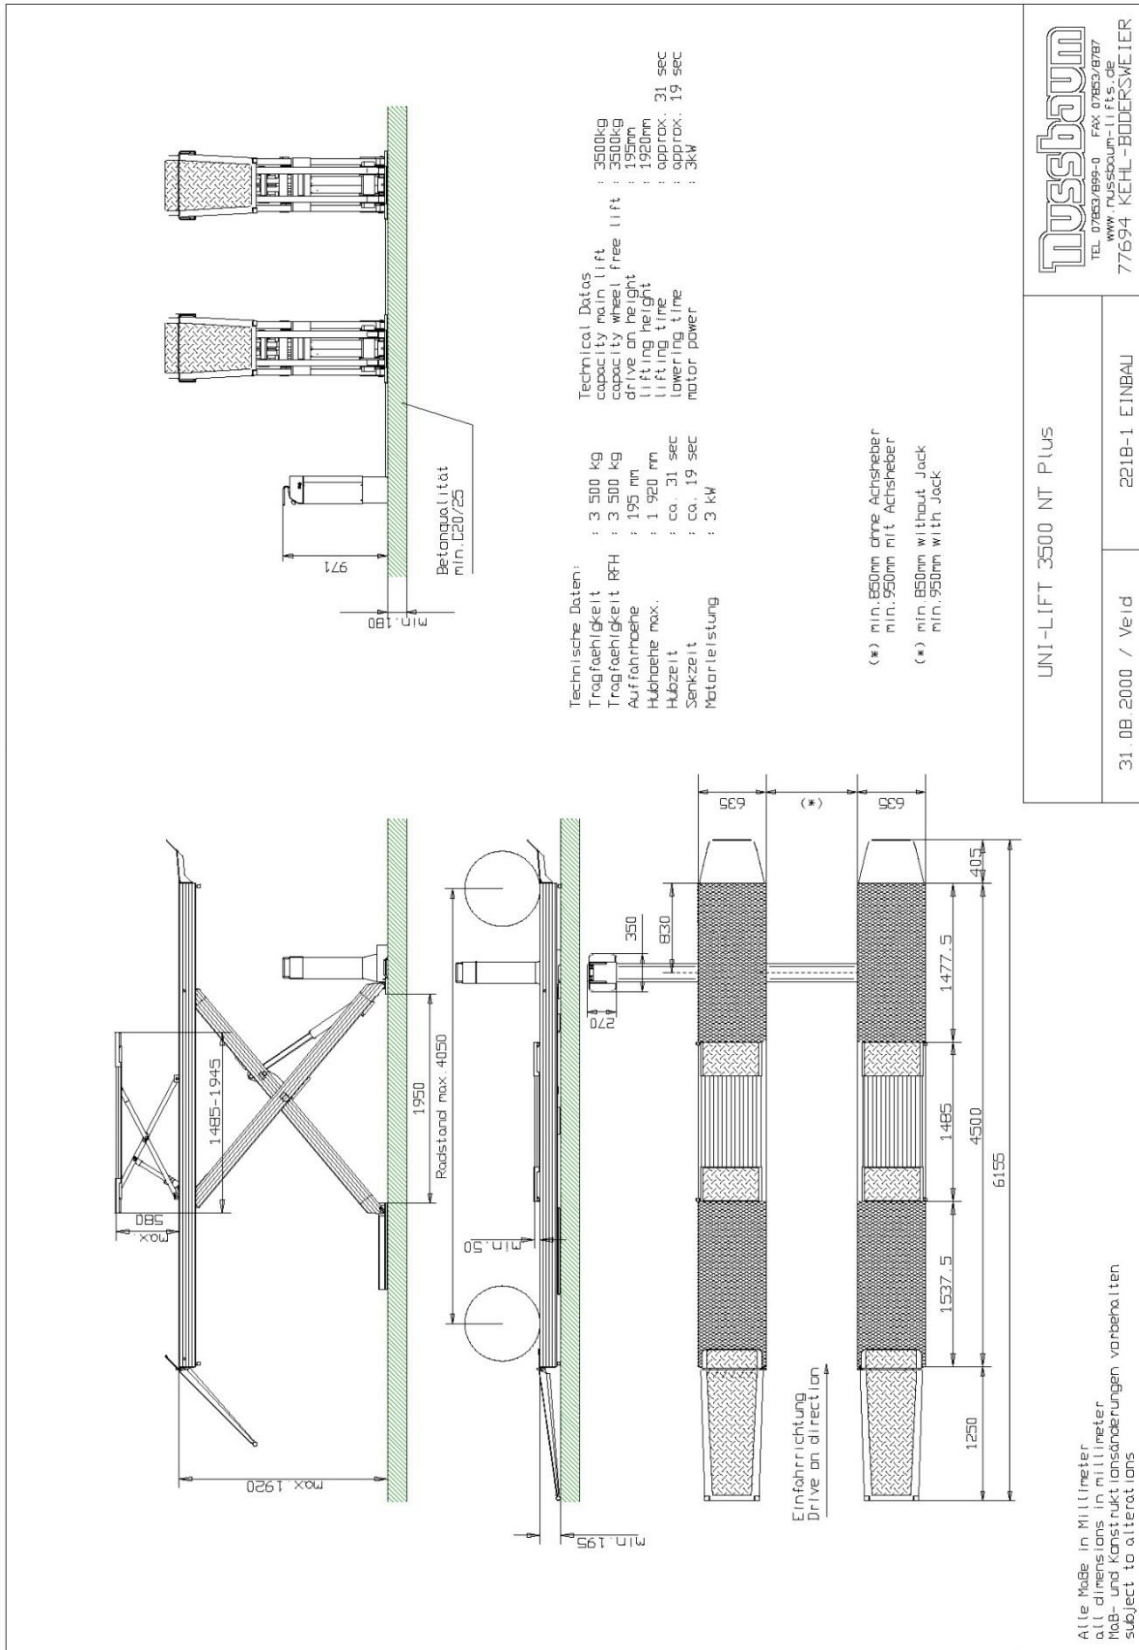 max. 580
1485-1945
max.1920
1950
971
min.180
Betonqualität
min.C20/25
Radstand max. 4050
min.50
min.195
Technische Daten:
Tragfaehigkeit : 3 500 kg
Tragfaehigkeit RFH : 3 500 kg
Auffahrhoehe : 195 mm
Hubhoehe max. : 1 920 mm
Hubzeit : ca. 31 sec
Senkzeit : ca. 19 sec
Motorleistung : 3 kW
Technical Datas
capacity main lift : 3500kg
capacity wheel free lift : 3500kg
drive on height : 195mm
lifting height : 1920mm
lifting time : approx. 31 sec
lowering time : approx. 19 sec
motor power : 3kW
270
350
830
635
(*)
635
Einfahrrichtung
Drive on direction
405
1250
1537.5
1485
1477.5
4500
6155
(*) min.850mm ohne Achsheber
min.950mm mit Achsheber
(*) min.850mm without Jack
min.950mm with Jack
Alle Maße in Millimeter
all dimensions in millimeter
Maß- und Konstruktionsänderungen vorbehalten
subject to alterations
UNI-LIFT 3500 NT Plus
31.08.2000 / Veid
2218-1 EINBAU
nussbaum
TEL 07853/899-0 FAX 07853/8787
www.nussbaum-lifts.de
77694 KEHL-BODERSWEIER